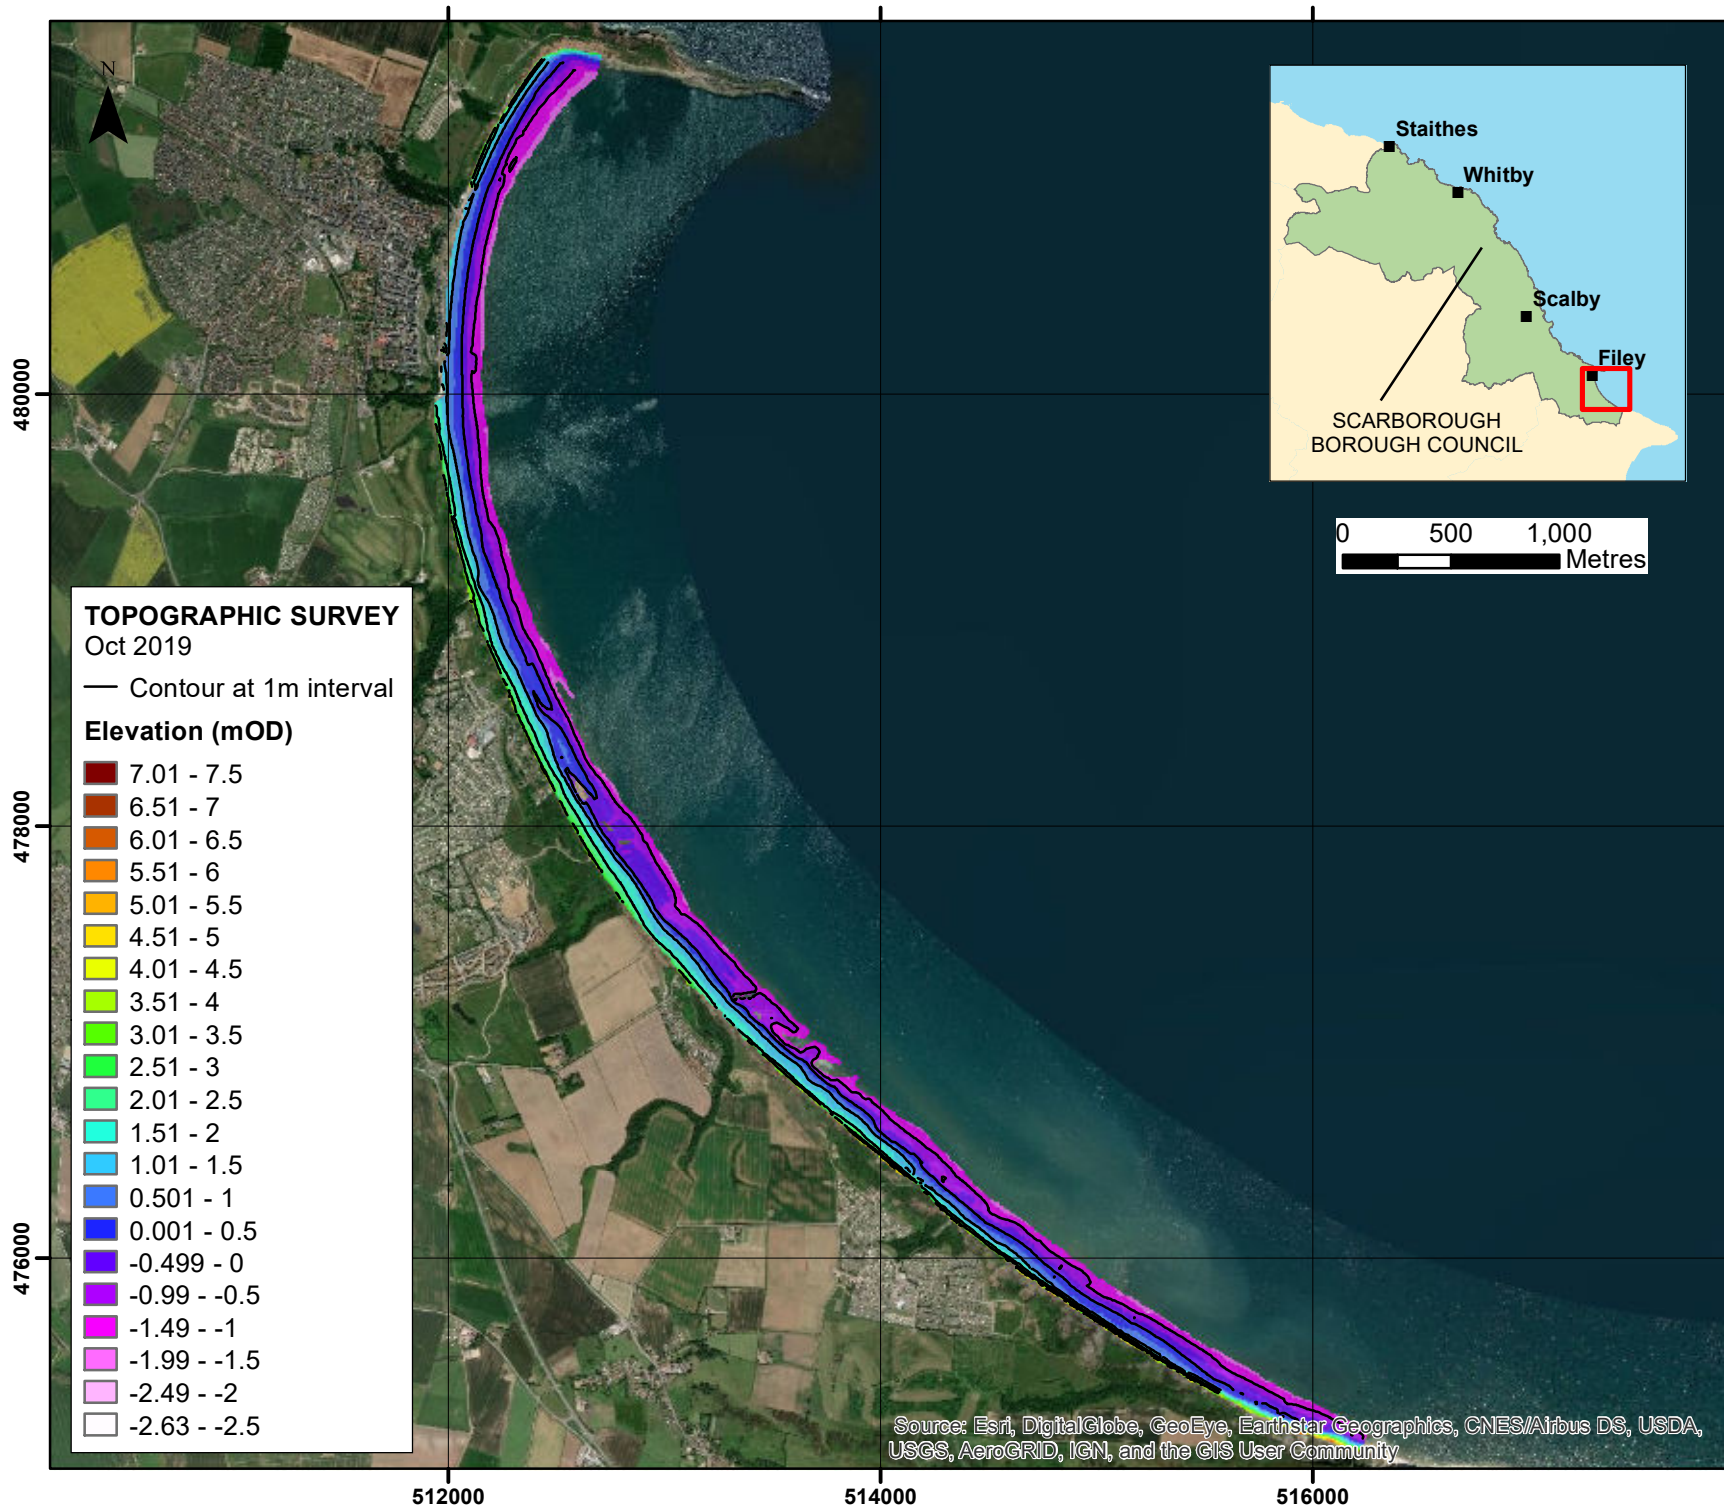 N
Staithes
Whitby
Scalby
Filey
SCARBOROUGH
BOROUGH COUNCIL
0 500 1,000
Metres
480000
478000
476000
TOPOGRAPHIC SURVEY
Oct 2019
Contour at 1m interval
Elevation (mOD)
7.01 - 7.5
6.51 - 7
6.01 - 6.5
5.51 - 6
5.01 - 5.5
4.51 - 5
4.01 - 4.5
3.51 - 4
3.01 - 3.5
2.51 - 3
2.01 - 2.5
1.51 - 2
1.01 - 1.5
0.501 - 1
0.001 - 0.5
-0.499 - 0
-0.99 - -0.5
-1.49 - -1
-1.99 - -1.5
-2.49 - -2
-2.63 - -2.5
Source: Esri, DigitalGlobe, GeoEye, Earthstar Geographics, CNES/Airbus DS, USDA,
USGS, AeroGRID, IGN, and the GIS User Community
512000 514000 516000